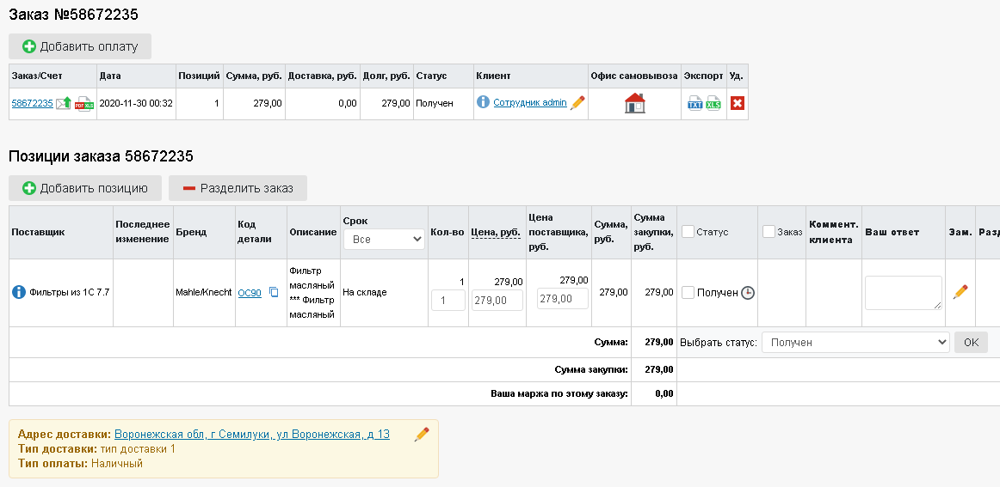 Заказ №58672235
Добавить оплату
Заказ/Счет Дата Позиций Сумма, руб. Доставка, руб. Долг, руб. Статус Клиент Офис самовывоза Экспорт Уд.
58672235 PDF XLS 2020-11-30 00:32 1 279,00 0,00 279,00 Получен Сотрудник admin TXT XLS
Позиции заказа 58672235
Добавить позицию Разделить заказ
Поставщик Последнее изменение Бренд Код детали Описание Срок Все Кол-во Цена, руб. Цена поставщика, руб. Сумма, руб. Сумма закупки, руб. Статус Заказ Коммент. клиента Ваш ответ Зам. Разд
Фильтры из 1С 7.7 Mahle/Knecht OC90 Фильтр масляный *** Фильтр масляный На складе 1 1 279,00 279,00 279,00 279,00 279,00 279,00 Получен
Сумма: 279,00 Выбрать статус: Получен OK
Сумма закупки: 279,00
Ваша маржа по этому заказу: 0,00
Адрес доставки: Воронежская обл, г Семилуки, ул Воронежская, д 13
Тип доставки: тип доставки 1
Тип оплаты: Наличный